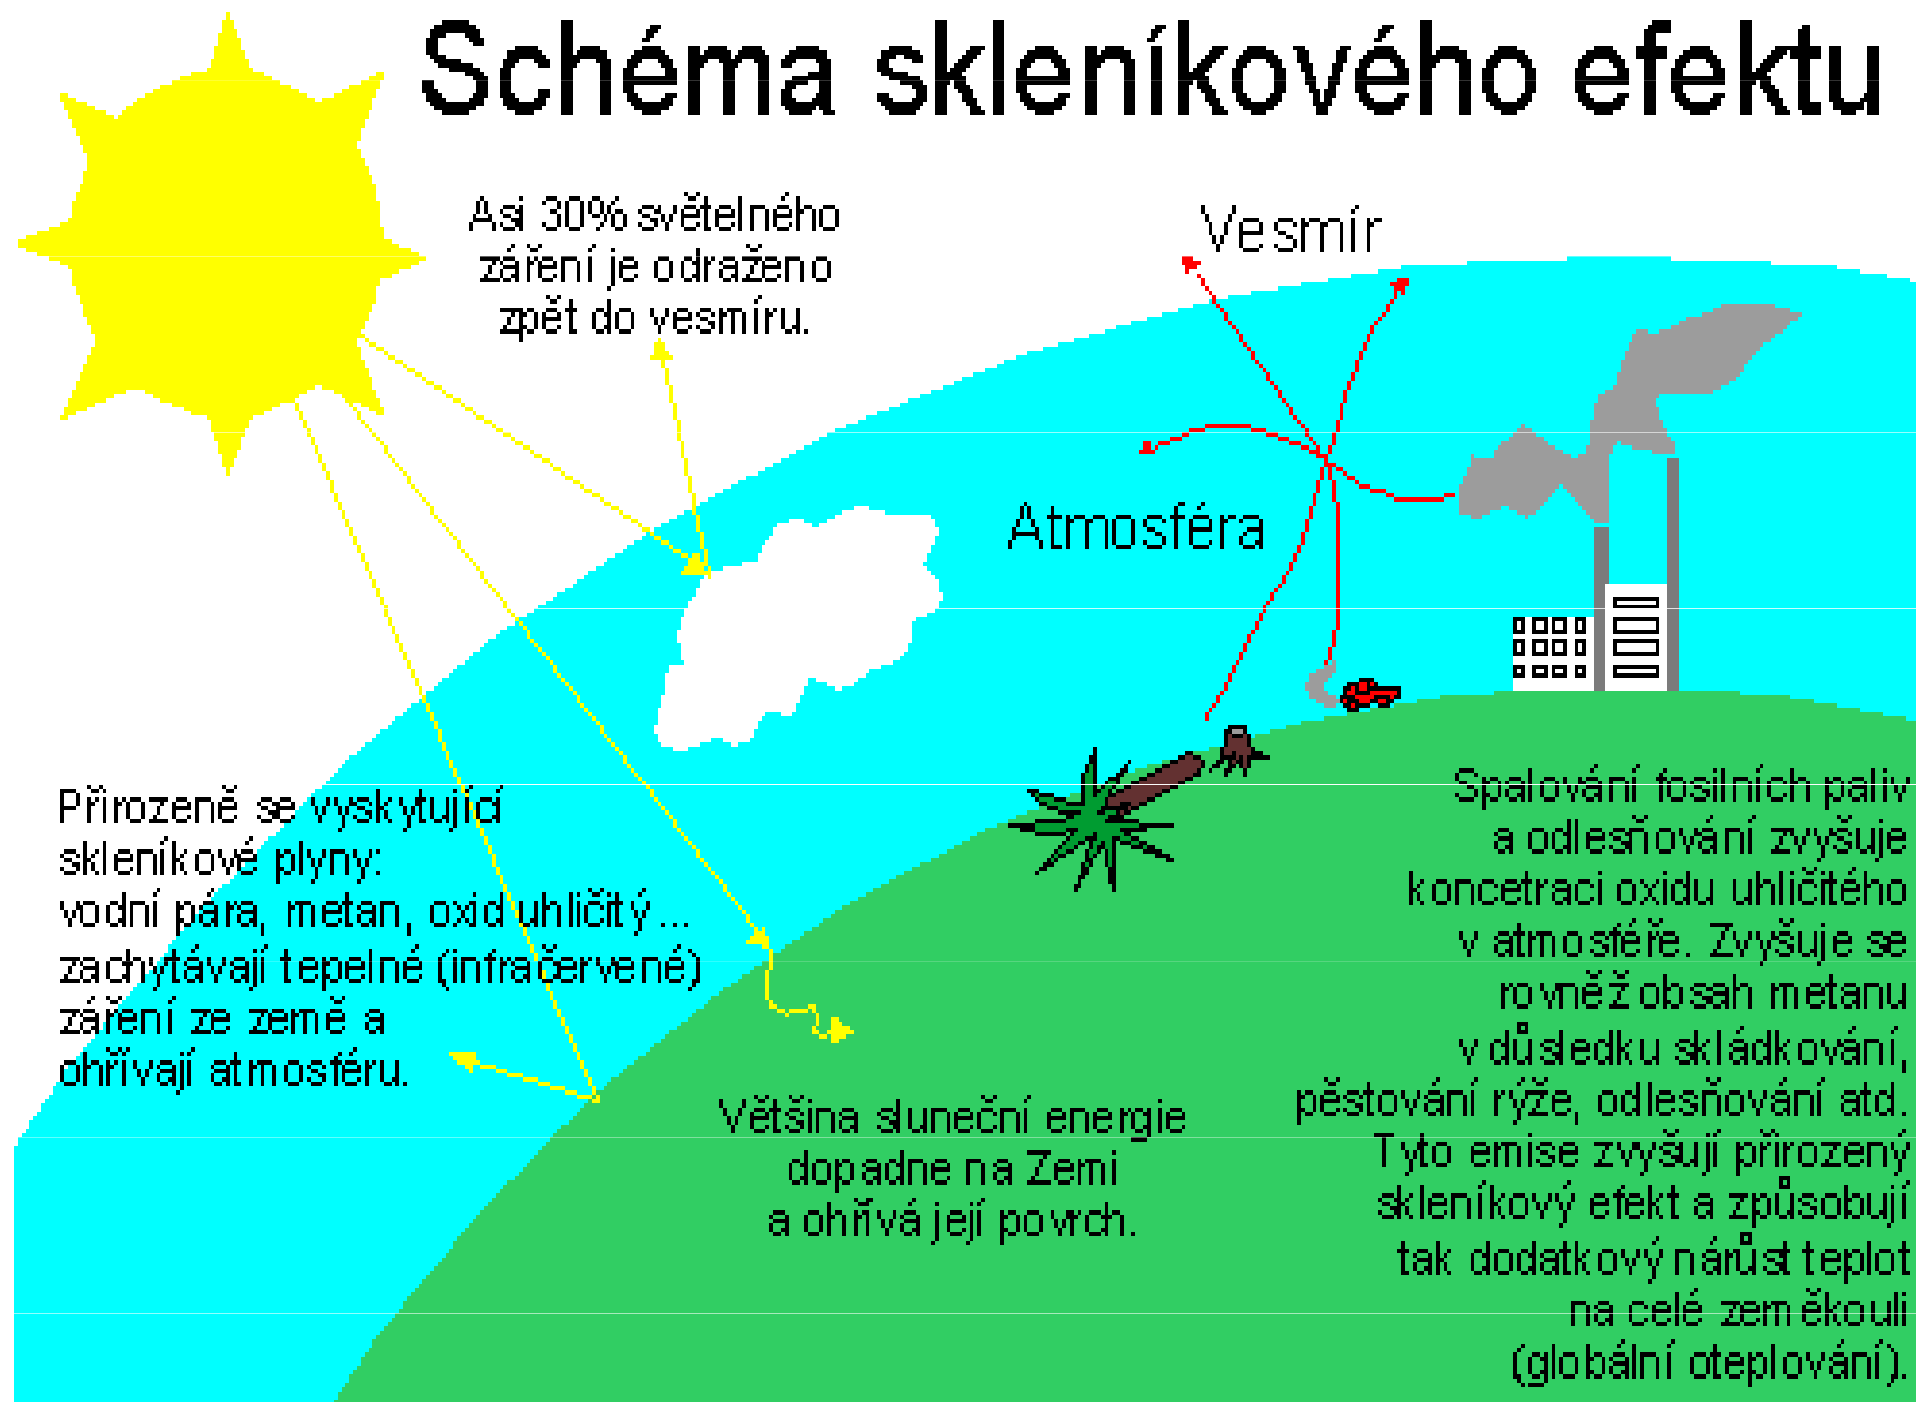 Schéma skleníkového efektu
Asi 30% světelného
záření je odraženo
zpět do vesmíru.
Vesmír
Atmosféra
Přirozeně se vyskytující
skleníkové plyny:
vodní pára, metan, oxid uhličitý...
zachytávají tepelné (infračervené)
záření ze země a
ohřívají atmosféru.
Většina sluneční energie
dopadne na Zemi
a ohřívá její povrch.
Spalování fosilních paliv
a odlesňování zvyšuje
koncetraci oxidu uhličitého
v atmosféře. Zvyšuje se
rovněž obsah metanu
v důsledku skládkování,
pěstování rýže, odlesňování atd.
Tyto emise zvyšují přirozený
skleníkový efekt a způsobují
tak dodatkový nárůst teplot
na celé zeměkouli
(globální oteplování).